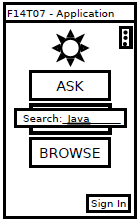 F14T07 - Application
ASK
Search: Java
BROWSE
Sign In